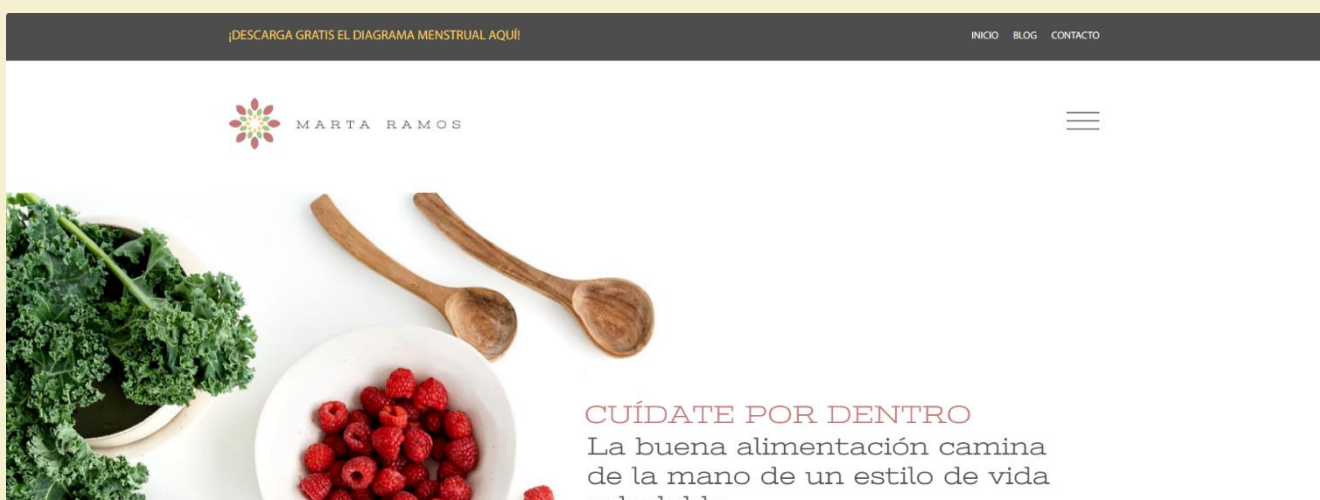 ¡DESCARGA GRATIS EL DIAGRAMA MENSTRUAL AQUÍ!
INICIO BLOG CONTACTO
MARTA RAMOS
CUÍDATE POR DENTRO
La buena alimentación camina
de la mano de un estilo de vida